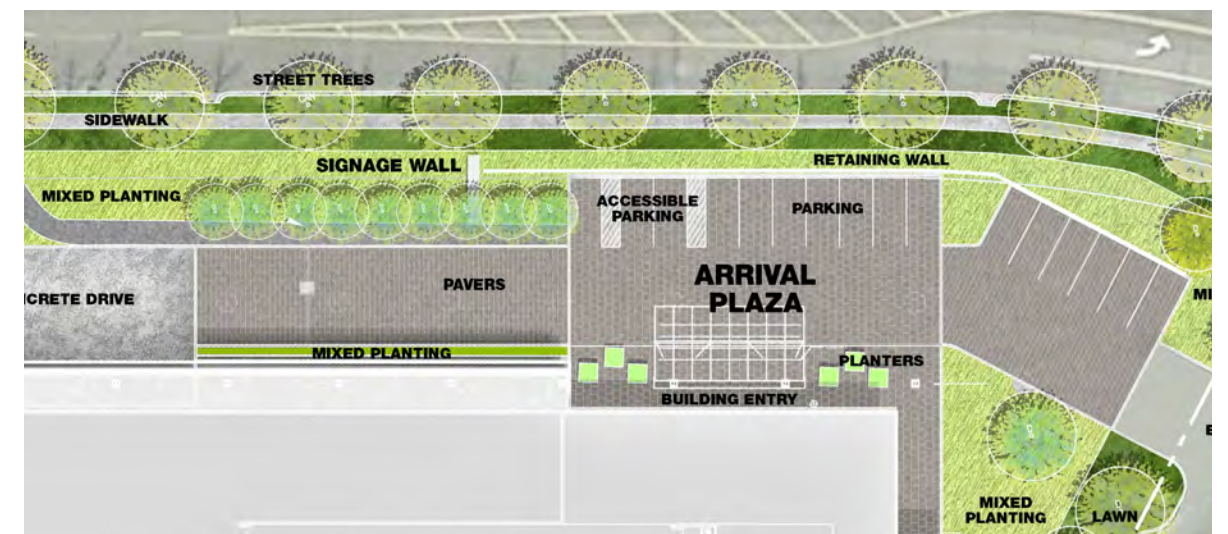 STREET TREES
SIDEWALK
SIGNAGE WALL
RETAINING WALL
MIXED PLANTING
ACCESSIBLE
PARKING
PARKING
ARRIVAL
PLAZA
PAVERS
CRETE DRIVE
MI
MIXED PLANTING
PLANTERS
BUILDING ENTRY
E
MIXED
PLANTING
LAWN